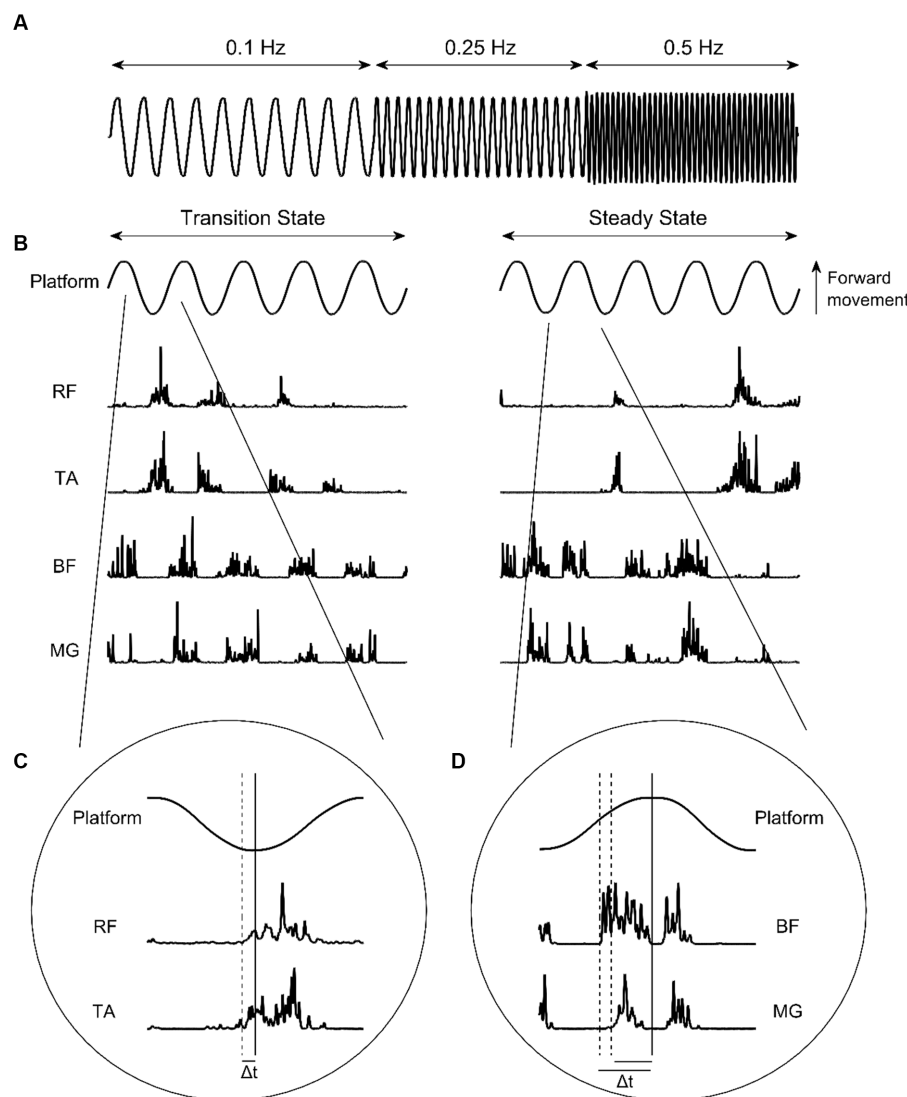 A
0.1 Hz 0.25 Hz 0.5 Hz
Transition State Steady State
B
Platform
Forward
movement
RF
TA
BF
MG
C D
Platform Platform
RF BF
TA MG
Δt Δt